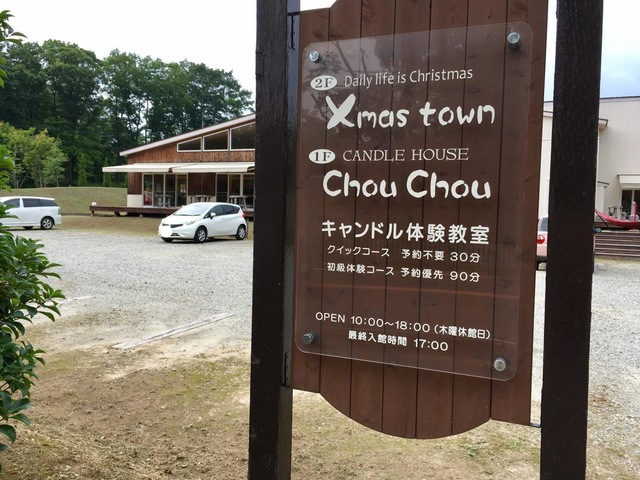 2F Daily life is Christmas
Xmas town
1F CANDLE HOUSE
Chou Chou
キャンドル体験教室
クイックコース 予約不要 30分
初級体験コース 予約優先 90分
OPEN 10:00～18:00（木曜休館日）
最終入館時間 17:00